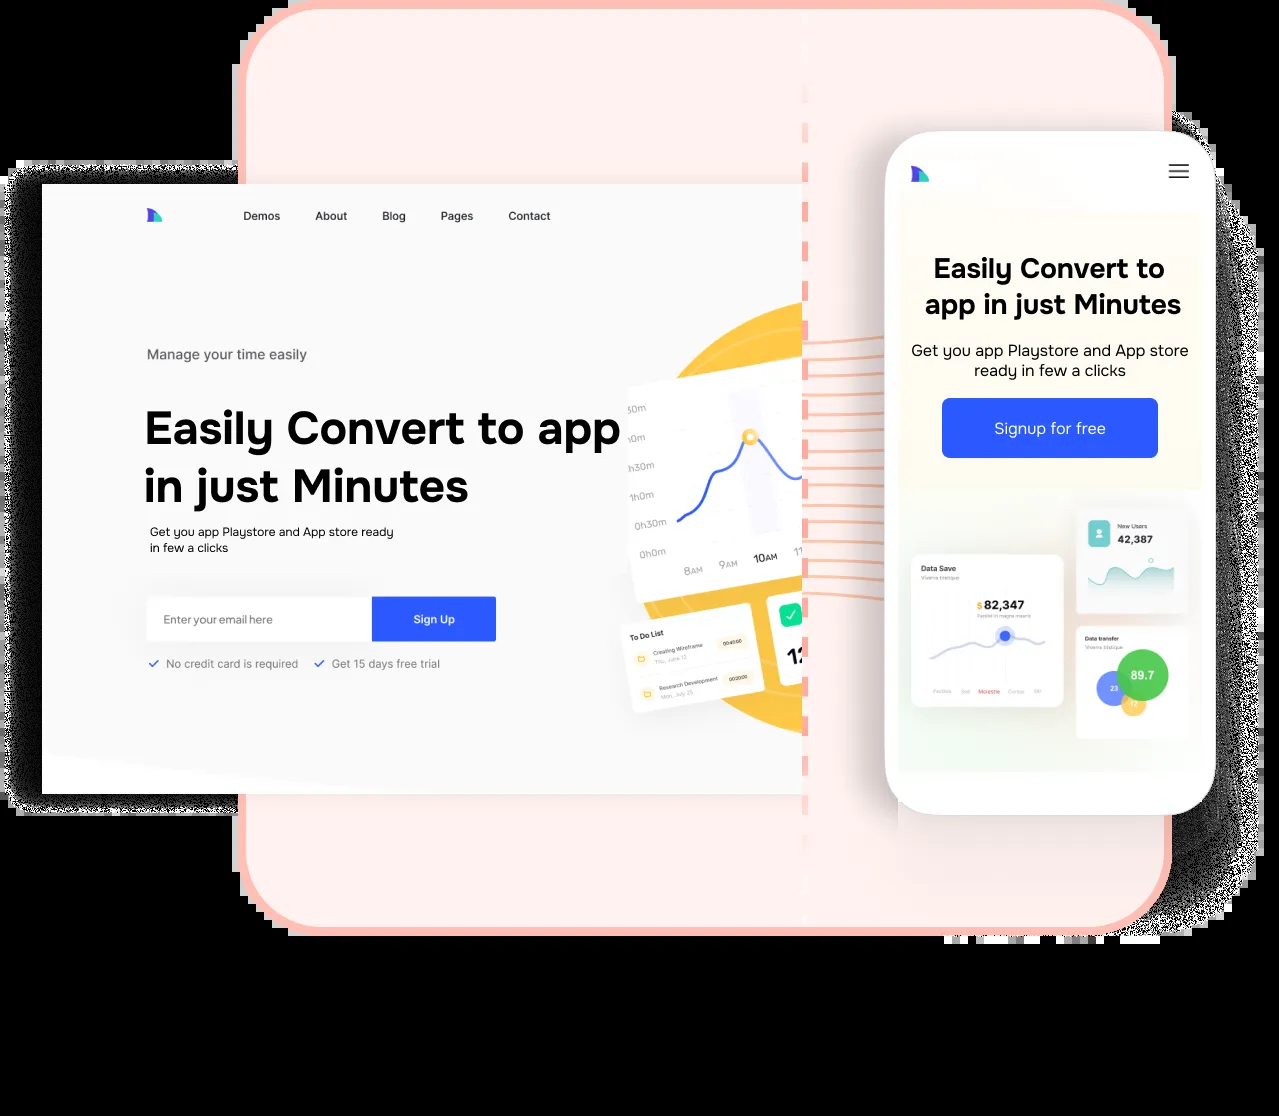 Demos About Blog Pages Contact
Manage your time easily
Easily Convert to app
in just Minutes
Get you app Playstore and App store ready
in few a clicks
Enter your email here
Sign Up
No credit card is required
Get 15 days free trial
0h30m
0h0m
1h0m
h30m
8AM 9AM 10AM
To Do List
Creating Wireframe
Thu, June 12
00:40:00
Research Development
Mon, July 25
00:20:00
Easily Convert to
app in just Minutes
Get you app Playstore and App store
ready in few a clicks
Signup for free
New Users
42,387
Data Save
Viverra tristique
$ 82,347
Molestie
Data transfer
Viverra tristique
89.7
23
12